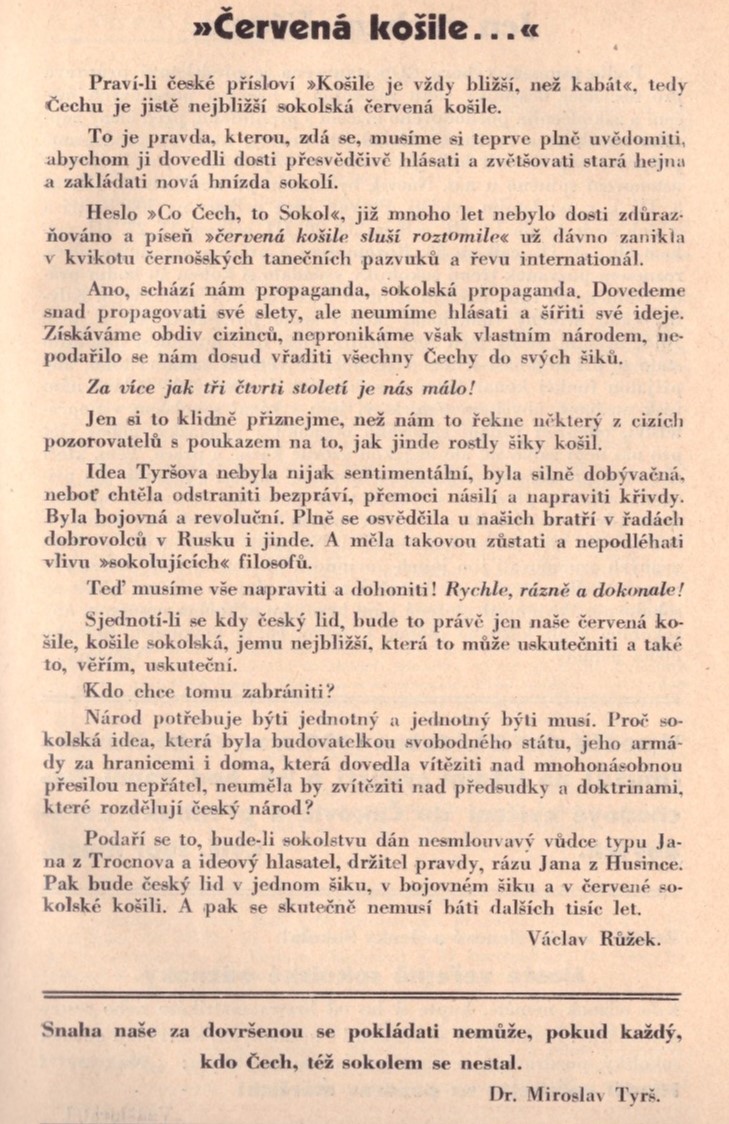 »Červená košile...«
Praví-li české přísloví »Košile je vždy bližší, než kabát«, tedy
Čechu je jistě nejbližší sokolská červená košile.
To je pravda, kterou, zdá se, musíme si teprve plně uvědomiti,
abychom ji dovedli dosti přesvědčivě hlásati a zvětšovati stará hejna
a zakládati nová hnízda sokolí.
Heslo »Co Čech, to Sokol«, již mnoho let nebylo dosti zdůraz-
ňováno a píseň »červená košile sluší roztomile« už dávno zanikla
v kvikotu černošských tanečních pazvuků a řevu internationál.
Ano, schází nám propaganda, sokolská propaganda. Dovedeme
snad propagovati své slety, ale neumíme hlásati a šířiti své ideje.
Získáváme obdiv cizinců, nepronikáme však vlastním národem, ne-
podařilo se nám dosud vřaditi všechny Čechy do svých šiků.
Za více jak tři čtvrti století je nás málo!
Jen si to klidně přiznejme, než nám to řekne některý z cizích
pozorovatelů s poukazem na to, jak jinde rostly šiky košil.
Idea Tyršova nebyla nijak sentimentální, byla silně dobývačná,
neboť chtěla odstraniti bezpráví, přemoci násilí a napraviti křivdy.
Byla bojovná a revoluční. Plně se osvědčila u našich bratří v řadách
dobrovolců v Rusku i jinde. A měla takovou zůstati a nepodléhati
vlivu »sokolujících« filosofů.
Teď musíme vše napraviti a dohoniti! Rychle, rázně a dokonale!
Sjednotí-li se kdy český lid, bude to právě jen naše červená ko-
šile, košile sokolská, jemu nejbližší, která to může uskutečniti a také
to, věřím, uskuteční.
Kdo chce tomu zabrániti?
Národ potřebuje býti jednotný a jednotný býti musí. Proč so-
kolská idea, která byla budovatelkou svobodného státu, jeho armá-
dy za hranicemi i doma, která dovedla vítěziti nad mnohonásobnou
přesilou nepřátel, neuměla by zvítěziti nad předsudky a doktrinami,
které rozdělují český národ?
Podaří se to, bude-li sokolstvu dán nesmlouvavý vůdce typu Ja-
na z Trocnova a ideový hlasatel, držitel pravdy, rázu Jana z Husince.
Pak bude český lid v jednom šiku, v bojovném šiku a v červené so-
kolské košili. A pak se skutečně nemusí báti dalších tisíc let.
Václav Růžek.
Snaha naše za dovršenou se pokládati nemůže, pokud každý,
kdo Čech, též sokolem se nestal.
Dr. Miroslav Tyrš.